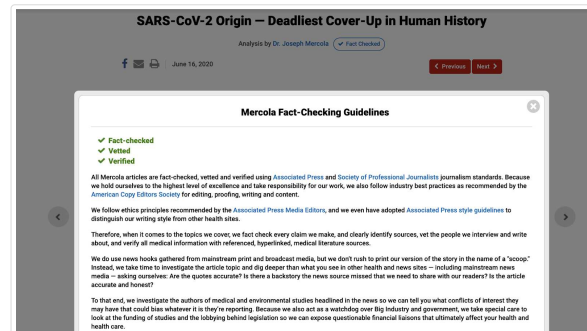 SARS-CoV-2 Origin — Deadliest Cover-Up in Human History
Analysis by Dr. Joseph Mercola ✔ Fact Checked
June 16, 2020
Previous Next
Mercola Fact-Checking Guidelines
✔ Fact-checked
✔ Vetted
✔ Verified
All Mercola articles are fact-checked, vetted and verified using Associated Press and Society of Professional Journalists journalism standards. Because
we hold ourselves to the highest level of excellence and take responsibility for our work, we also follow industry best practices as recommended by the
American Copy Editors Society for editing, proofing, writing and content.
We follow ethics principles recommended by the Associated Press Media Editors, and we even have adopted Associated Press style guidelines to
distinguish our writing style from other health sites.
Therefore, when it comes to the topics we cover, we fact check every claim we make, and clearly identify sources, vet the people we interview and write
about, and verify all medical information with referenced, hyperlinked, medical literature sources.
We do use news hooks gathered from mainstream print and broadcast media, but we don't rush to print our version of the story in the name of a "scoop."
Instead, we take time to investigate the article topic and dig deeper than what you see in other health and news sites — including mainstream news
media — asking ourselves: Are the quotes accurate? Is there a backstory the news source missed that we need to share with our readers? Is the article
accurate and honest?
To that end, we investigate the authors of medical and environmental studies headlined in the news so we can tell you what conflicts of interest they
may have that could bias whatever it is they're reporting. Because we also act as a watchdog over Big Industry and government, we take special care to
look at the funding of studies and the lobbying behind legislation so we can expose questionable financial liaisons that ultimately affect your health and
health care.